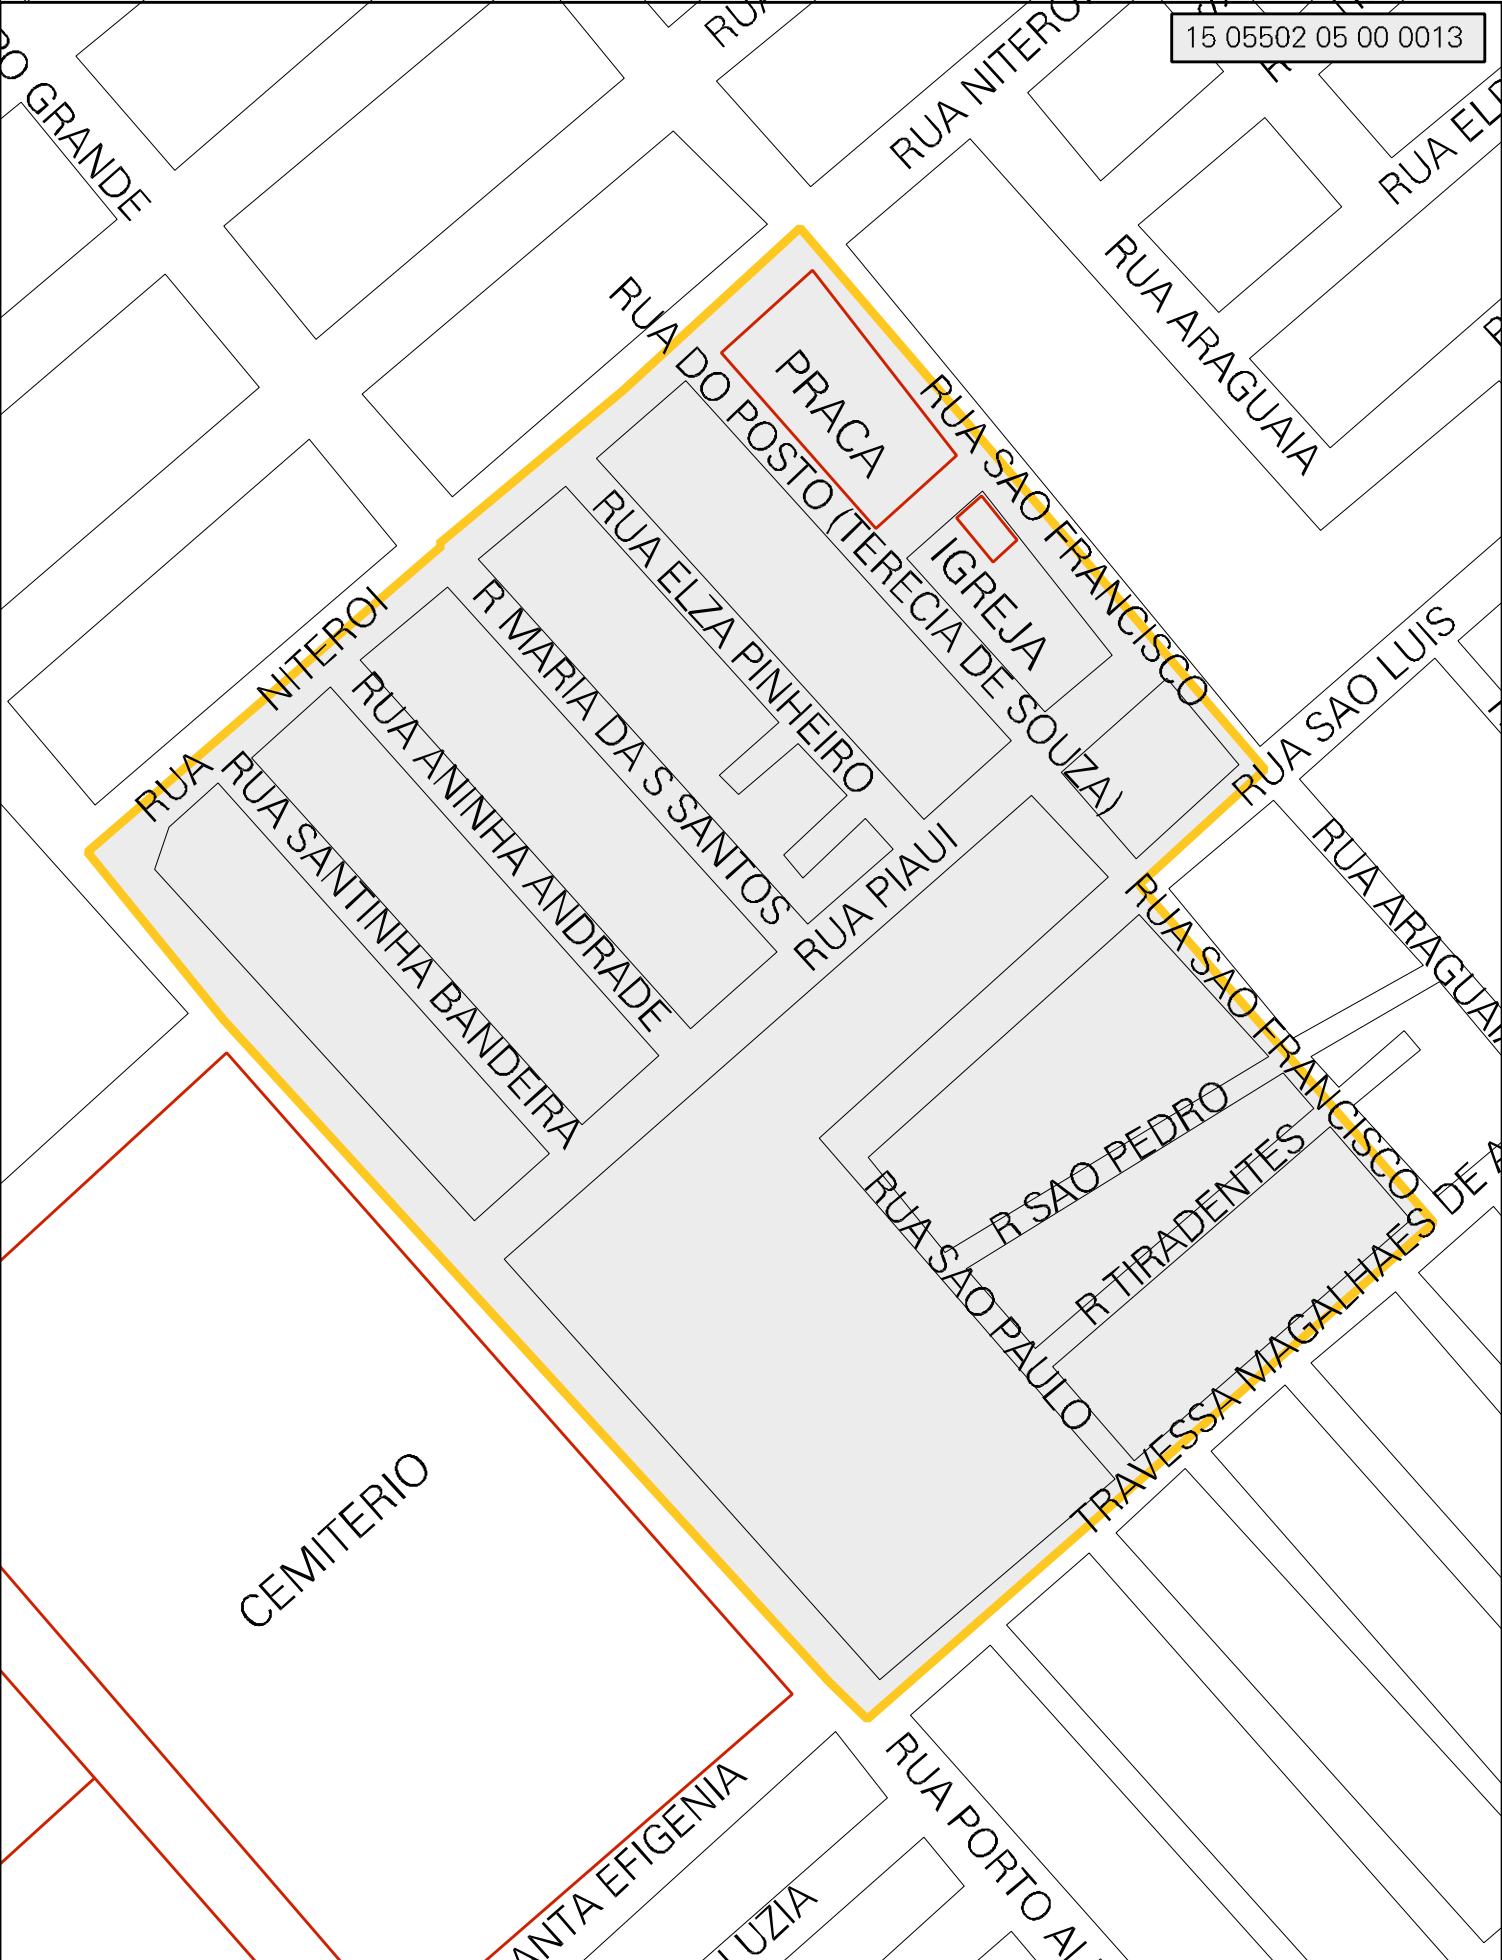 15 05502 05 00 0013
GRANDE
RUA NITEROI
RUA
RUA ARAGUAIA
RUA DO POSTO (TERECIA DE SOUZA)
PRACA
RUA SAO FRANCISCO
IGREJA
RUA ELZA PINHEIRO
R MARIA DA S SANTOS
RUA NITEROI
RUA ANINHA ANDRADE
RUA SANTINHA BANDEIRA
RUA PIAUI
RUA SAO LUIS
RUA ARAGUAIA
RUA SAO FRANCISCO
R SAO PEDRO
R TIRADENTES
RUA SAO PAULO
TRAVESSA MAGALHAES DE
CEMITERIO
RUA PORTO
EFIGENIA
LUZIA